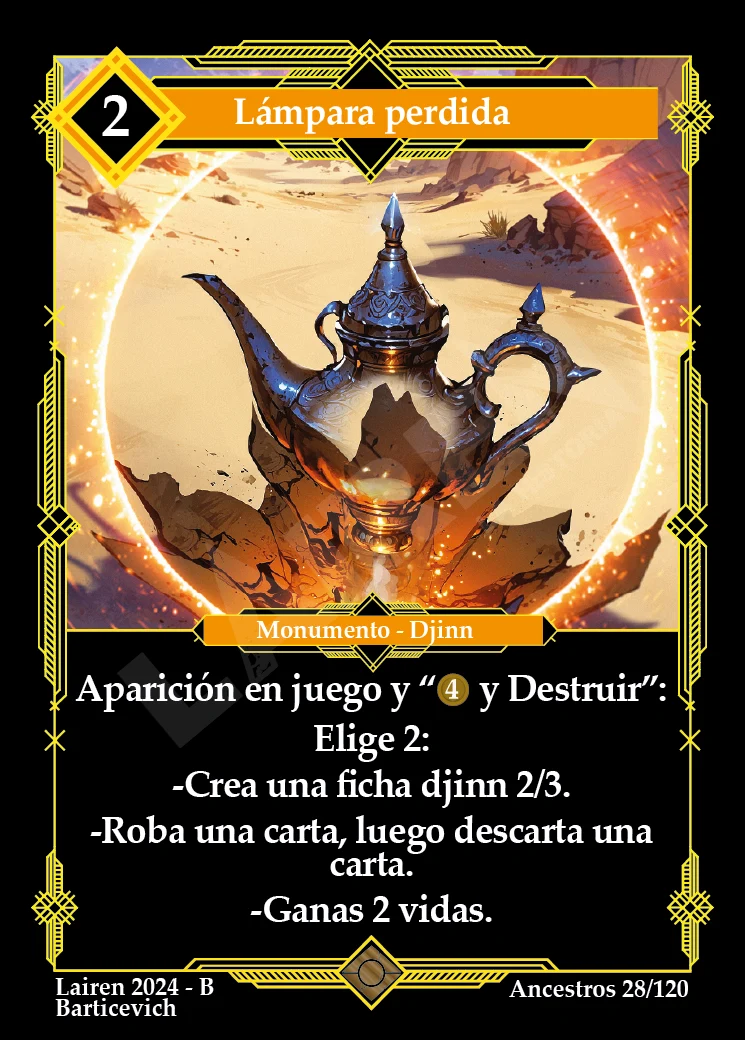 2
Lámpara perdida
Monumento - Djinn
Aparición en juego y “4 y Destruir”:
Elige 2:
-Crea una ficha djinn 2/3.
-Roba una carta, luego descarta una
carta.
-Ganas 2 vidas.
Lairen 2024 - B
Barticevich
Ancestros 28/120